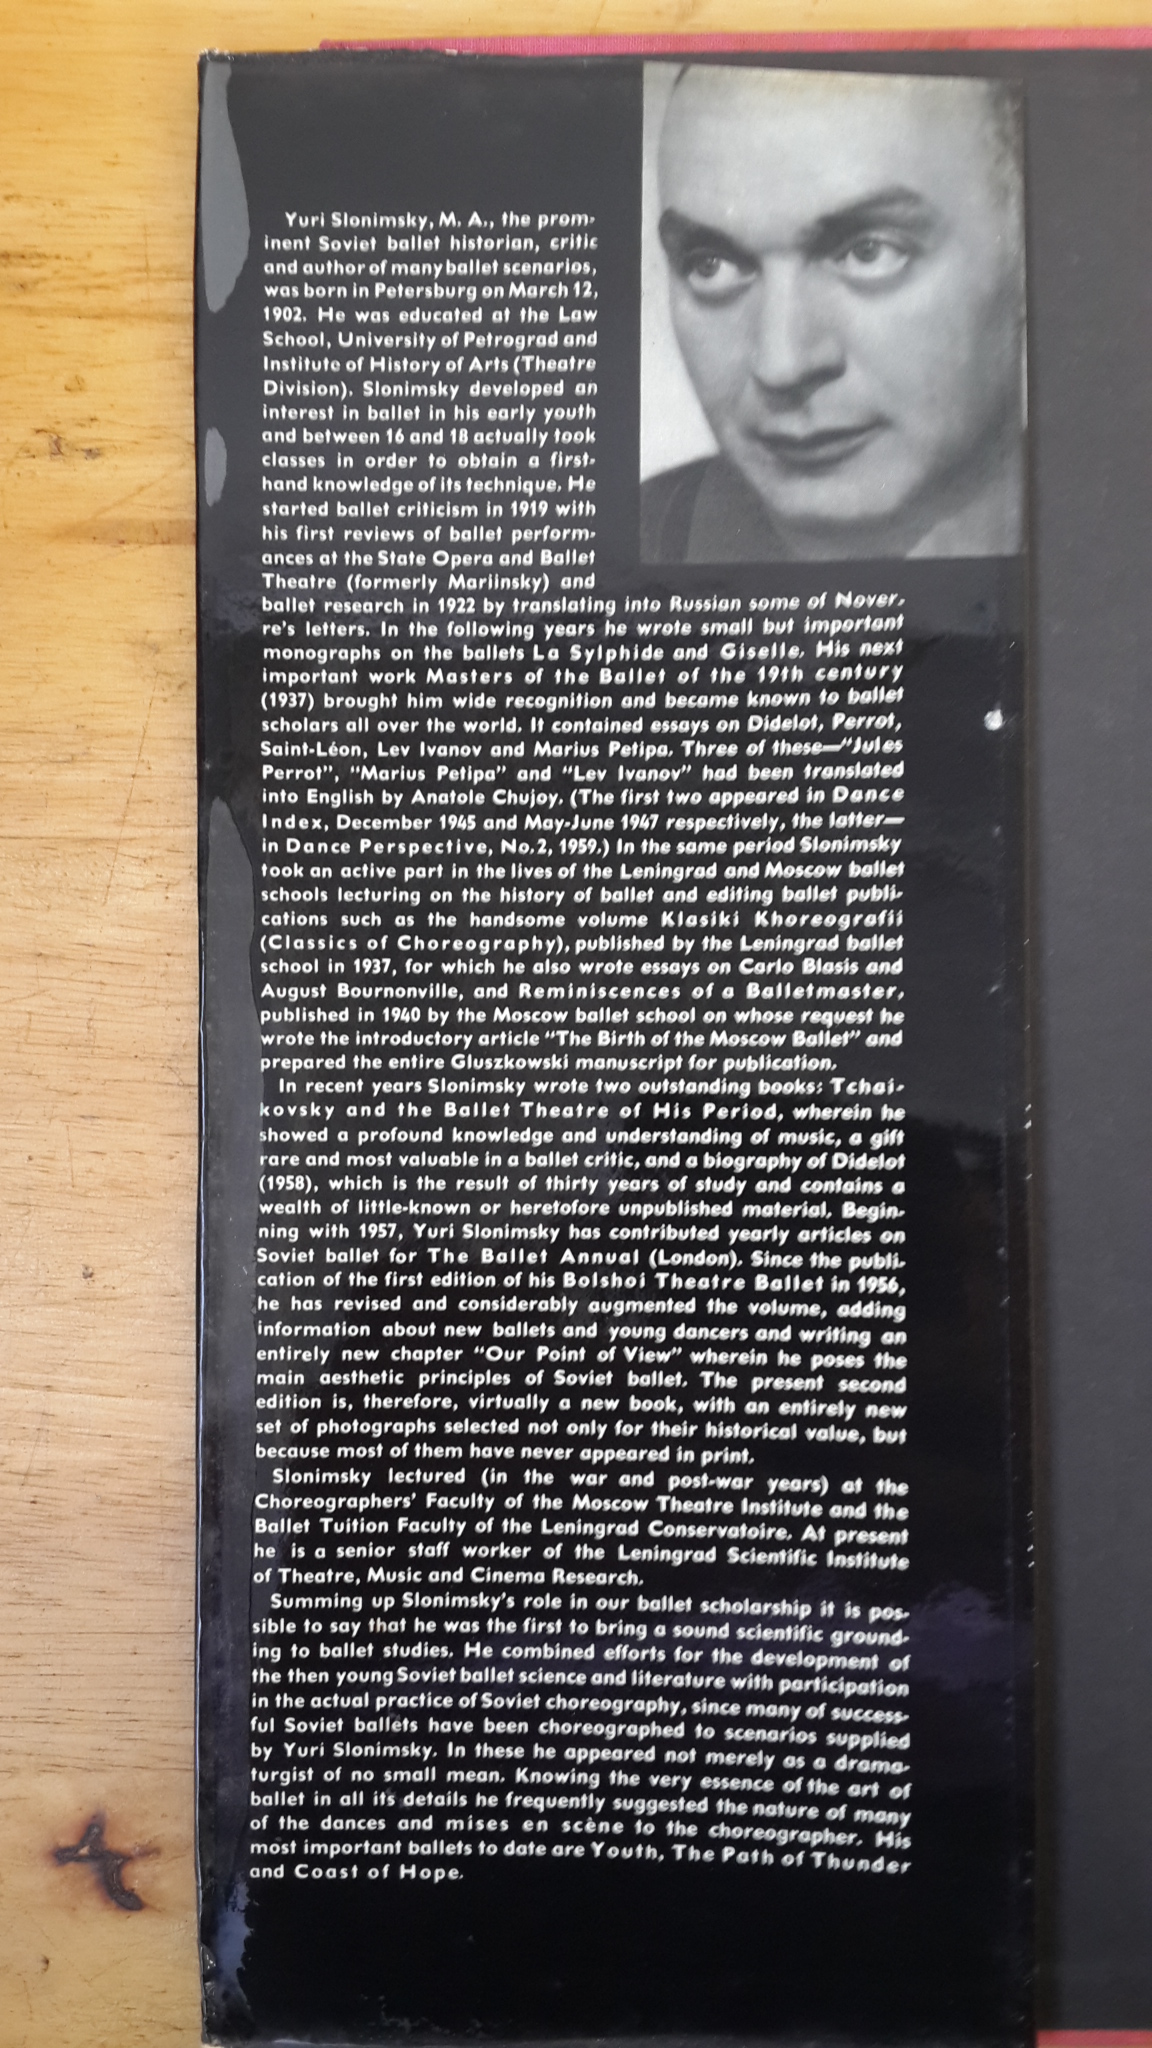 Yuri Slonimsky, M. A., the prom-
inent Soviet ballet historian, critic
and author of many ballet scenarios,
was born in Petersburg on March 12,
1902. He was educated at the Law
School, University of Petrograd and
Institute of History of Arts (Theatre
Division). Slonimsky developed an
interest in ballet in his early youth
and between 16 and 18 actually took
classes in order to obtain a first-
hand knowledge of its technique. He
started ballet criticism in 1919 with
his first reviews of ballet perform-
ances at the State Opera and Ballet
Theatre (formerly Mariinsky) and
ballet research in 1922 by translating into Russian some of Nover-
re's letters. In the following years he wrote small but important
monographs on the ballets La Sylphide and Giselle. His next
important work Masters of the Ballet of the 19th century
(1937) brought him wide recognition and became known to ballet
scholars all over the world. It contained essays on Didelot, Perrot,
Saint-Léon, Lev Ivanov and Marius Petipa. Three of these—"Jules
Perrot", "Marius Petipa" and "Lev Ivanov" had been translated
into English by Anatole Chujoy. (The first two appeared in Dance
Index, December 1945 and May-June 1947 respectively, the latter—
in Dance Perspective, No. 2, 1959.) In the same period Slonimsky
took an active part in the lives of the Leningrad and Moscow ballet
schools lecturing on the history of ballet and editing ballet publi-
cations such as the handsome volume Klasiki Khoreografii
(Classics of Choreography), published by the Leningrad ballet
school in 1937, for which he also wrote essays on Carlo Blasis and
August Bournonville, and Reminiscences of a Balletmaster,
published in 1940 by the Moscow ballet school on whose request he
wrote the introductory article "The Birth of the Moscow Ballet" and
prepared the entire Gluszkowski manuscript for publication.
In recent years Slonimsky wrote two outstanding books: Tchai-
kovsky and the Ballet Theatre of His Period, wherein he
showed a profound knowledge and understanding of music, a gift
rare and most valuable in a ballet critic, and a biography of Didelot
(1958), which is the result of thirty years of study and contains a
wealth of little-known or heretofore unpublished material. Begin-
ning with 1957, Yuri Slonimsky has contributed yearly articles on
Soviet ballet for The Ballet Annual (London). Since the publi-
cation of the first edition of his Bolshoi Theatre Ballet in 1956,
he has revised and considerably augmented the volume, adding
information about new ballets and young dancers and writing an
entirely new chapter "Our Point of View" wherein he poses the
main aesthetic principles of Soviet ballet. The present second
edition is, therefore, virtually a new book, with an entirely new
set of photographs selected not only for their historical value, but
because most of them have never appeared in print.
Slonimsky lectured (in the war and post-war years) at the
Choreographers' Faculty of the Moscow Theatre Institute and the
Ballet Tuition Faculty of the Leningrad Conservatoire. At present
he is a senior staff worker of the Leningrad Scientific Institute
of Theatre, Music and Cinema Research.
Summing up Slonimsky's role in our ballet scholarship it is pos-
sible to say that he was the first to bring a sound scientific ground-
ing to ballet studies. He combined efforts for the development of
the then young Soviet ballet science and literature with participation
in the actual practice of Soviet choreography, since many of success-
ful Soviet ballets have been choreographed to scenarios supplied
by Yuri Slonimsky. In these he appeared not merely as a drama-
turgist of no small mean. Knowing the very essence of the art of
ballet in all its details he frequently suggested the nature of many
of the dances and mises en scène to the choreographer. His
most important ballets to date are Youth, The Path of Thunder
and Coast of Hope.